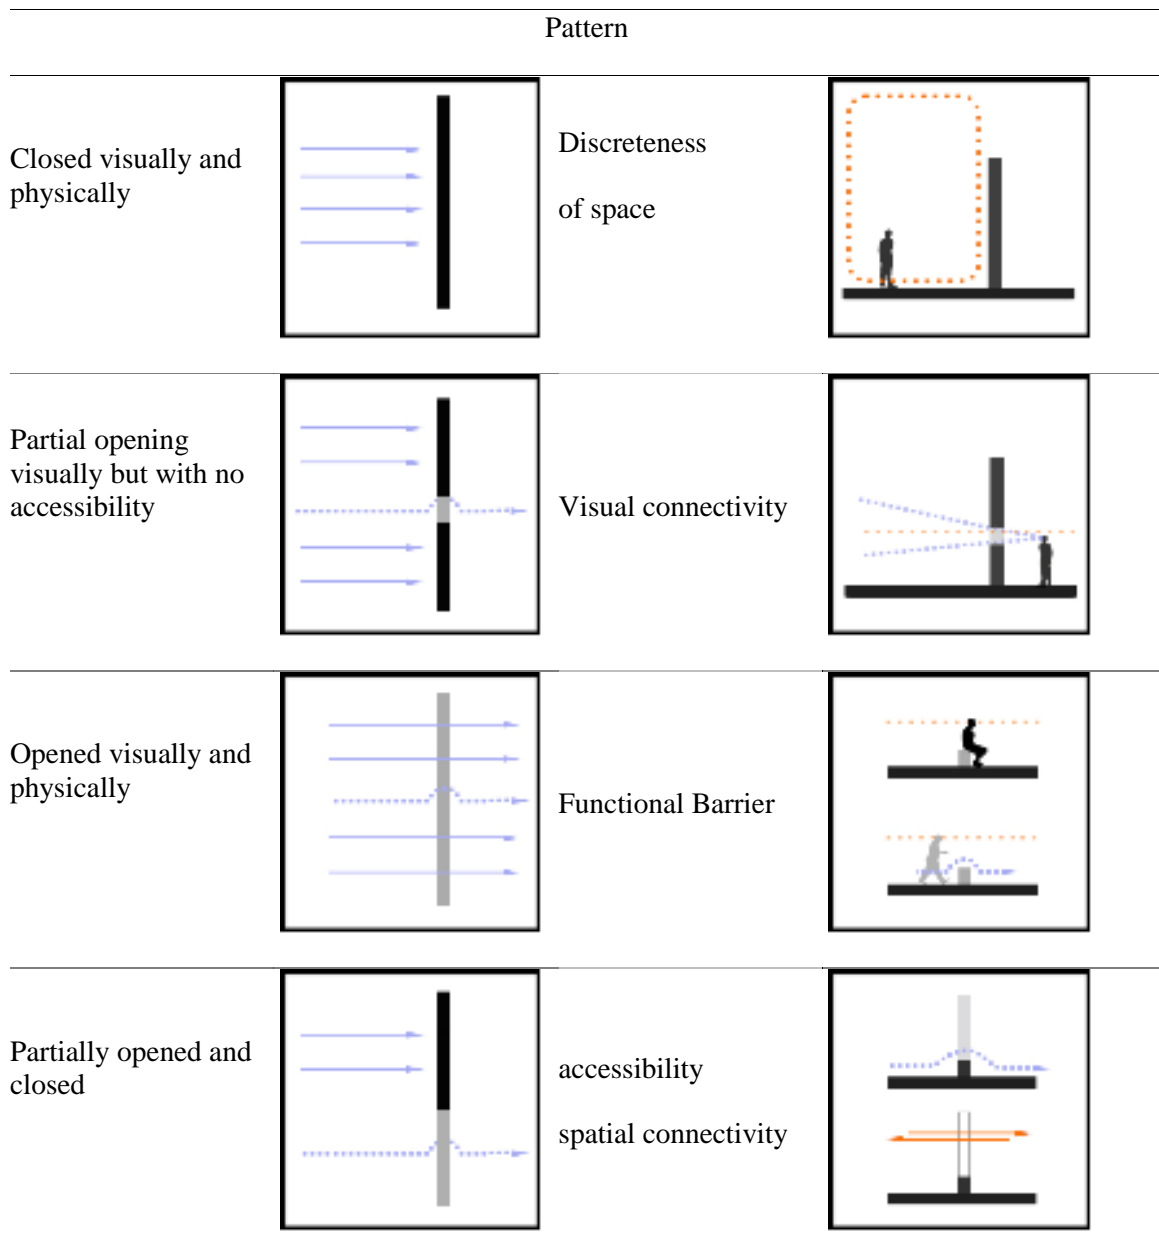 Pattern
Closed visually and
physically
Discreteness
of space
Partial opening
visually but with no
accessibility
Visual connectivity
Opened visually and
physically
Functional Barrier
Partially opened and
closed
accessibility
spatial connectivity